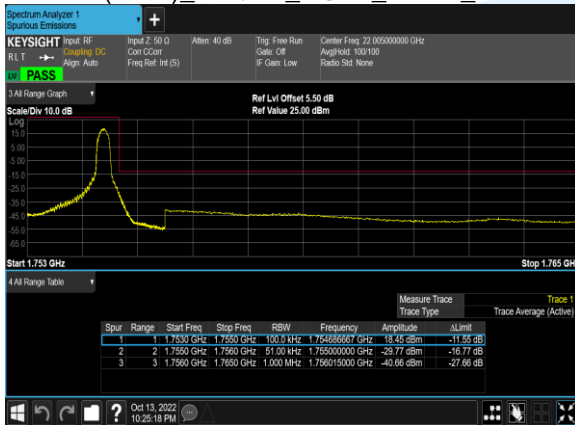 Spectrum Analyzer 1
Spurious Emissions
+
KEYSIGHT Input: RF Input Z: 50 Ω Atten: 40 dB Trig: Free Run Center Freq: 22.005000000 GHz
RLT Coupling: DC Corr CCorr Gate: Off Avg|Hold: 100/100
Align: Auto Freq Ref: Int (S) IF Gain: Low Radio Std: None
PASS
3 All Range Graph
Ref Lvl Offset 5.50 dB
Scale/Div 10.0 dB Ref Value 25.00 dBm
Log
15.0
5.00
-5.00
-15.0
-25.0
-35.0
-45.0
-55.0
-65.0
Start 1.753 GHz Stop 1.765 GH
4 All Range Table
Measure Trace Trace 1
Trace Type Trace Average (Active)
Spur Range Start Freq Stop Freq RBW Frequency Amplitude ΔLimit
1 1 1.7530 GHz 1.7550 GHz 100.0 kHz 1.754686667 GHz 18.45 dBm -11.55 dB
2 2 1.7550 GHz 1.7560 GHz 51.00 kHz 1.755000000 GHz -29.77 dBm -16.77 dB
3 3 1.7560 GHz 1.7650 GHz 1.000 MHz 1.756015000 GHz -40.66 dBm -27.66 dB
? Oct 13, 2022
10:25:18 PM